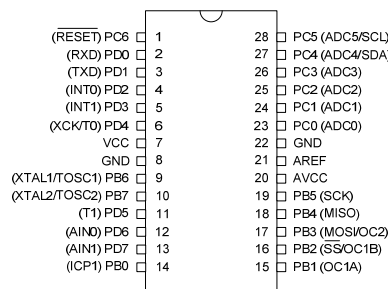 (RESET) PC6 1 28 PC5 (ADC5/SCL)
(RXD) PD0 2 27 PC4 (ADC4/SDA)
(TXD) PD1 3 26 PC3 (ADC3)
(INT0) PD2 4 25 PC2 (ADC2)
(INT1) PD3 5 24 PC1 (ADC1)
(XCK/T0) PD4 6 23 PC0 (ADC0)
VCC 7 22 GND
GND 8 21 AREF
(XTAL1/TOSC1) PB6 9 20 AVCC
(XTAL2/TOSC2) PB7 10 19 PB5 (SCK)
(T1) PD5 11 18 PB4 (MISO)
(AIN0) PD6 12 17 PB3 (MOSI/OC2)
(AIN1) PD7 13 16 PB2 (SS/OC1B)
(ICP1) PB0 14 15 PB1 (OC1A)